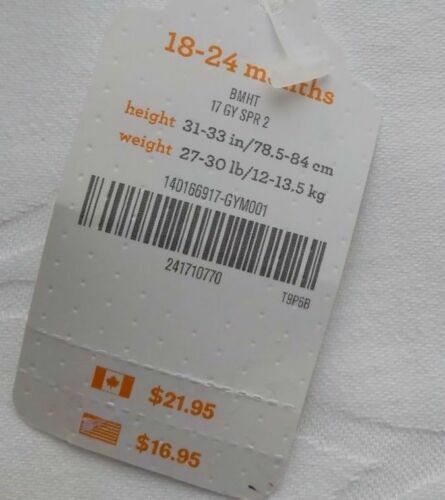 18-24 months
BMHT
17 GY SPR 2
height 31-33 in/78.5-84 cm
weight 27-30 lb/12-13.5 kg
140166917-GYM001
241710770
T9P6B
$21.95
$16.95